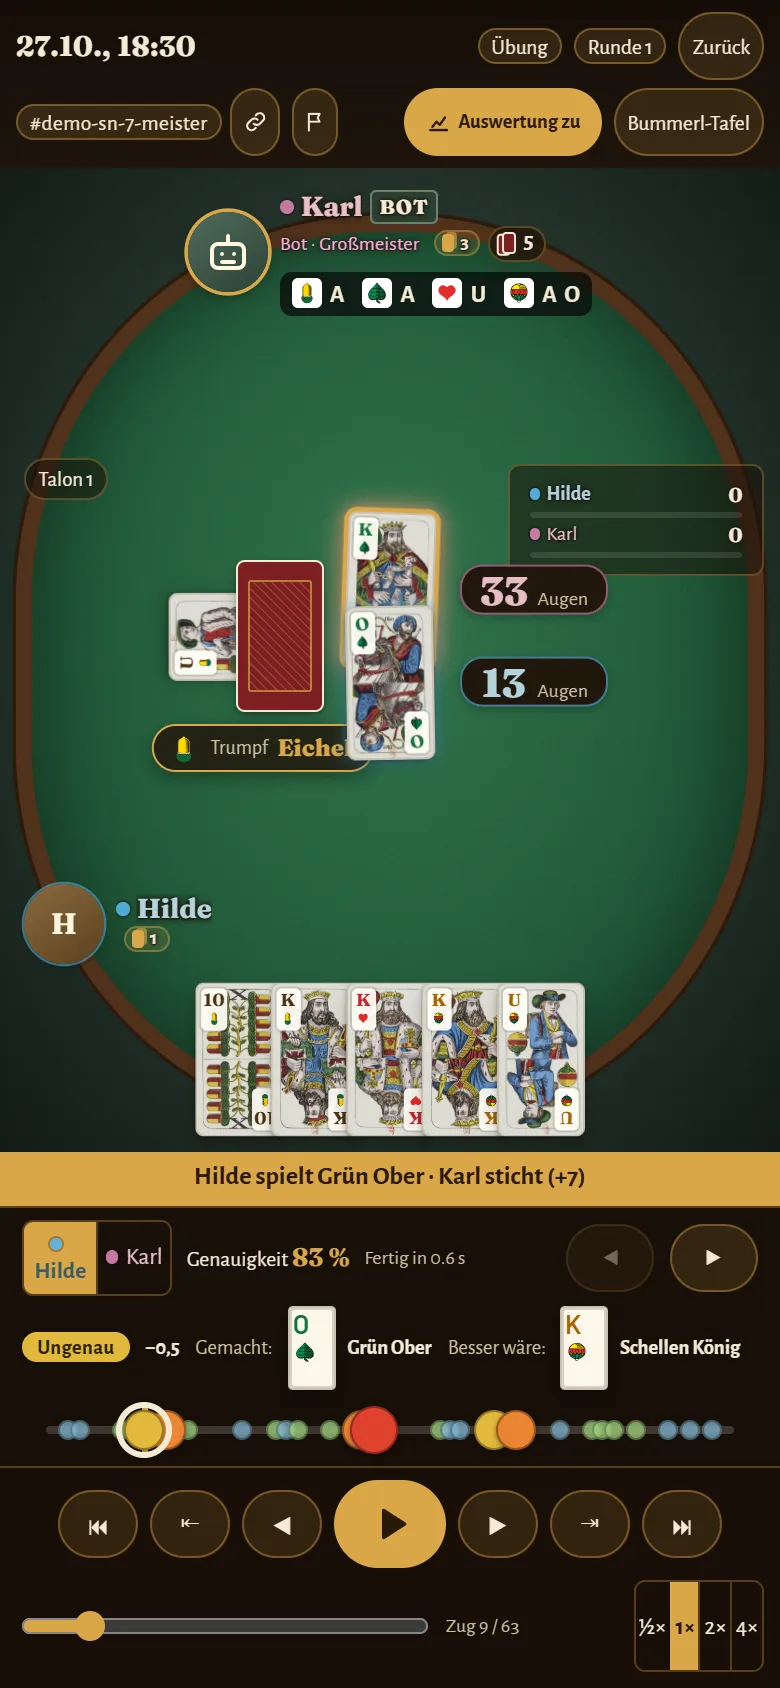 27.10., 18:30
Übung
Runde 1
Zurück
#demo-sn-7-meister
Auswertung zu
Bummerl-Tafel
Karl BOT
Bot · Großmeister
3
5
A A U A O
Talon 1
Hilde 0
Karl 0
K
33 Augen
O
U
13 Augen
O
Trumpf Eichel
H
Hilde
1
10 K K K U
10 K K K U
Hilde spielt Grün Ober · Karl sticht (+7)
Hilde
Karl
Genauigkeit 83 %
Fertig in 0.6 s
Ungenau
−0,5
Gemacht:
O
Grün Ober
Besser wäre:
K
Schellen König
Zug 9 / 63
½×
1×
2×
4×